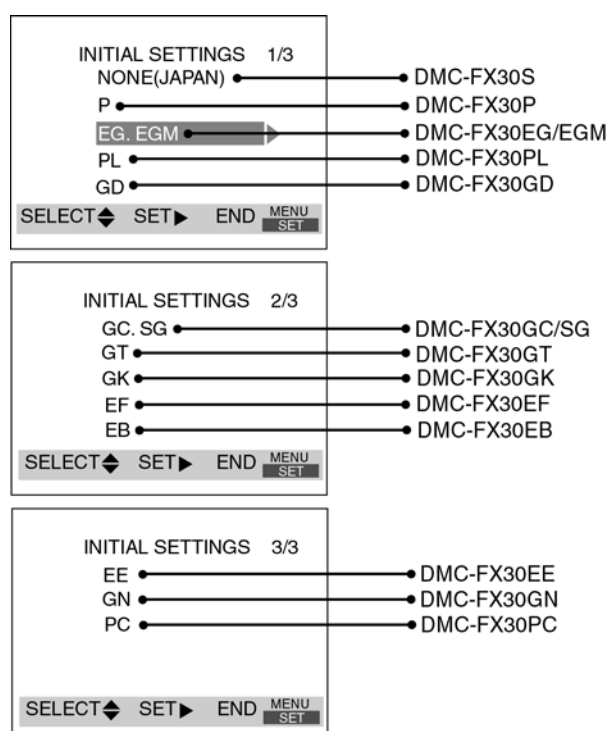 INITIAL SETTINGS 1/3
NONE(JAPAN) DMC-FX30S
P DMC-FX30P
EG. EGM DMC-FX30EG/EGM
PL DMC-FX30PL
GD DMC-FX30GD
SELECT SET END MENU SET
INITIAL SETTINGS 2/3
GC. SG DMC-FX30GC/SG
GT DMC-FX30GT
GK DMC-FX30GK
EF DMC-FX30EF
EB DMC-FX30EB
SELECT SET END MENU SET
INITIAL SETTINGS 3/3
EE DMC-FX30EE
GN DMC-FX30GN
PC DMC-FX30PC
SELECT SET END MENU SET